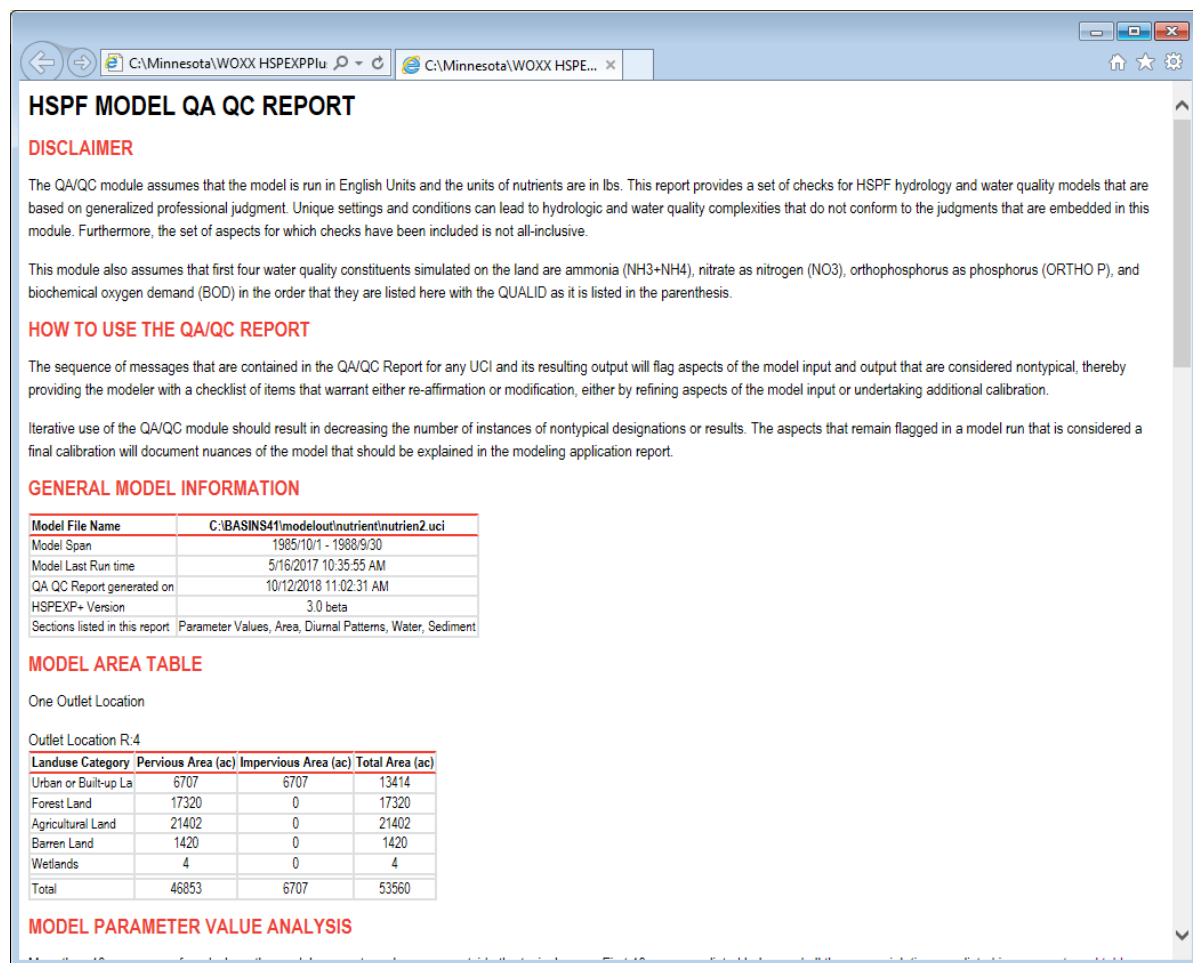 C:\Minnesota\WOXX HSPEXPPlu
C:\Minnesota\WOXX HSPE...
HSPF MODEL QA QC REPORT
DISCLAIMER
The QA/QC module assumes that the model is run in English Units and the units of nutrients are in lbs. This report provides a set of checks for HSPF hydrology and water quality models that are
based on generalized professional judgment. Unique settings and conditions can lead to hydrologic and water quality complexities that do not conform to the judgments that are embedded in this
module. Furthermore, the set of aspects for which checks have been included is not all-inclusive.
This module also assumes that first four water quality constituents simulated on the land are ammonia (NH3+NH4), nitrate as nitrogen (NO3), orthophosphorus as phosphorus (ORTHO P), and
biochemical oxygen demand (BOD) in the order that they are listed here with the QUALID as it is listed in the parenthesis.
HOW TO USE THE QA/QC REPORT
The sequence of messages that are contained in the QA/QC Report for any UCI and its resulting output will flag aspects of the model input and output that are considered nontypical, thereby
providing the modeler with a checklist of items that warrant either re-affirmation or modification, either by refining aspects of the model input or undertaking additional calibration.
Iterative use of the QA/QC module should result in decreasing the number of instances of nontypical designations or results. The aspects that remain flagged in a model run that is considered a
final calibration will document nuances of the model that should be explained in the modeling application report.
GENERAL MODEL INFORMATION
Model File Name C:\BASINS41\modelout\nutrient\nutrien2.uci
Model Span 1985/10/1 - 1988/9/30
Model Last Run time 5/16/2017 10:35:55 AM
QA QC Report generated on 10/12/2018 11:02:31 AM
HSPEXP+ Version 3.0 beta
Sections listed in this report Parameter Values, Area, Diurnal Patterns, Water, Sediment
MODEL AREA TABLE
One Outlet Location
Outlet Location R:4
Landuse Category Pervious Area (ac) Impervious Area (ac) Total Area (ac)
Urban or Built-up La 6707 6707 13414
Forest Land 17320 0 17320
Agricultural Land 21402 0 21402
Barren Land 1420 0 1420
Wetlands 4 0 4
Total 46853 6707 53560
MODEL PARAMETER VALUE ANALYSIS